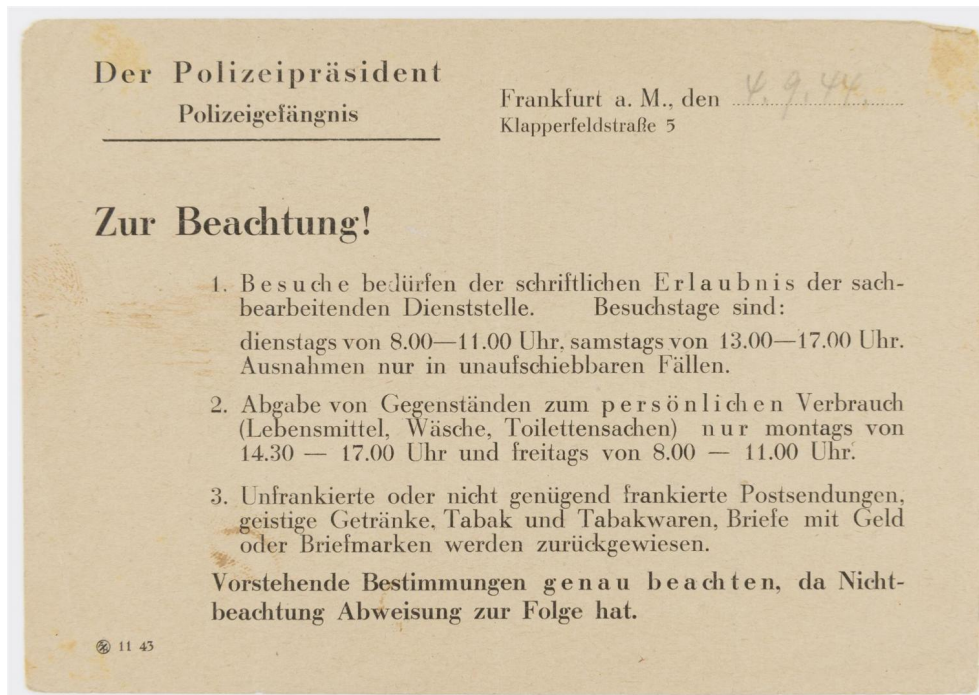 Der Polizeipräsident
Polizeigefängnis
Frankfurt a. M., den 4.9.44.
Klapperfeldstraße 5
Zur Beachtung!
1. Besuche bedürfen der schriftlichen Erlaubnis der sach-
bearbeitenden Dienststelle. Besuchstage sind:
dienstags von 8.00—11.00 Uhr, samstags von 13.00—17.00 Uhr.
Ausnahmen nur in unaufschiebbaren Fällen.
2. Abgabe von Gegenständen zum persönlichen Verbrauch
(Lebensmittel, Wäsche, Toilettensachen) nur montags von
14.30 — 17.00 Uhr und freitags von 8.00 — 11.00 Uhr.
3. Unfrankierte oder nicht genügend frankierte Postsendungen,
geistige Getränke, Tabak und Tabakwaren, Briefe mit Geld
oder Briefmarken werden zurückgewiesen.
Vorstehende Bestimmungen genau beachten, da Nicht-
beachtung Abweisung zur Folge hat.
11 43